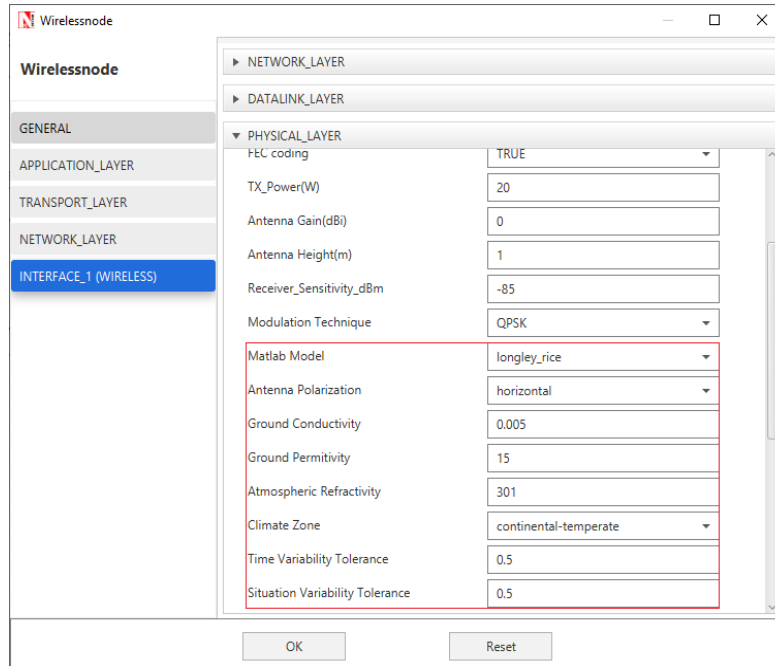 Wirelessnode
Wirelessnode
GENERAL
APPLICATION_LAYER
TRANSPORT_LAYER
NETWORK_LAYER
INTERFACE_1 (WIRELESS)
NETWORK_LAYER
DATALINK_LAYER
PHYSICAL_LAYER
FEC coding TRUE
TX_Power(W) 20
Antenna Gain(dBi) 0
Antenna Height(m) 1
Receiver_Sensitivity_dBm -85
Modulation Technique QPSK
Matlab Model longley_rice
Antenna Polarization horizontal
Ground Conductivity 0.005
Ground Permitivity 15
Atmospheric Refractivity 301
Climate Zone continental-temperate
Time Variability Tolerance 0.5
Situation Variability Tolerance 0.5
OK Reset